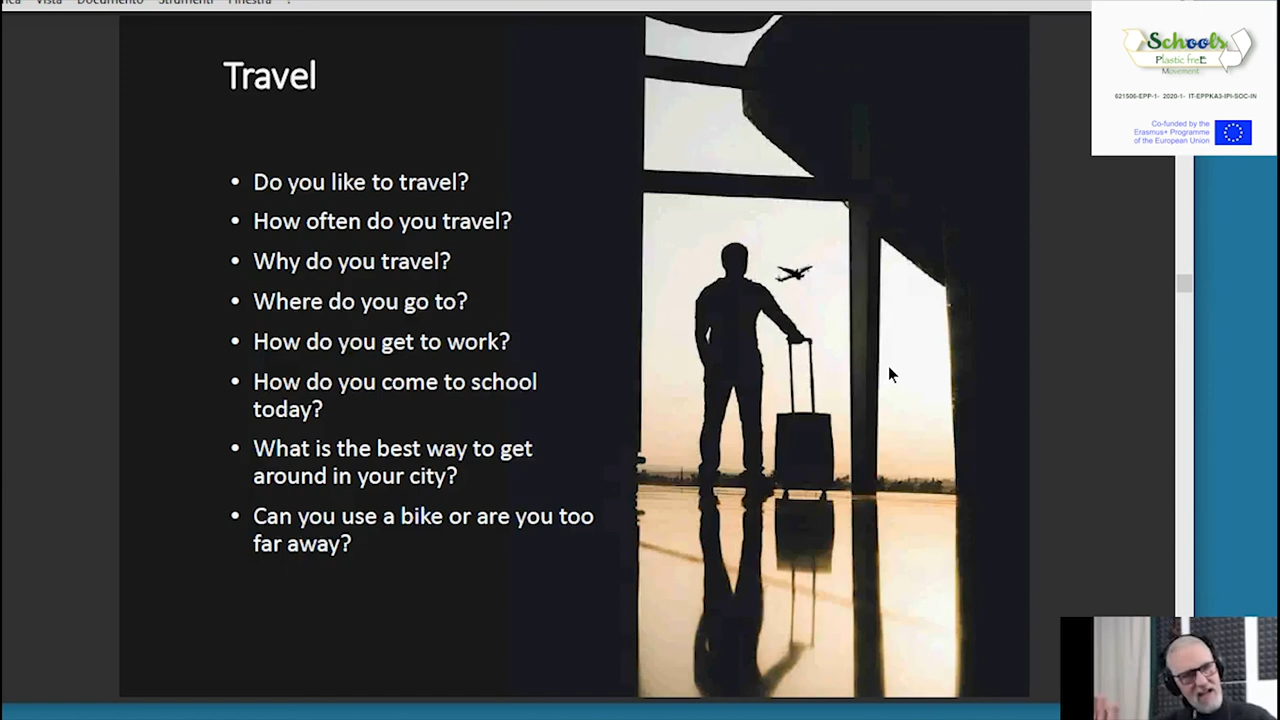 Vista Documento Strumenti Finestra ?
Travel
• Do you like to travel?
• How often do you travel?
• Why do you travel?
• Where do you go to?
• How do you get to work?
• How do you come to school
today?
• What is the best way to get
around in your city?
• Can you use a bike or are you too
far away?
Schools
Plastic freE
Movement
621506-EPP-1- 2020-1- IT-EPPKA3-IPI-SOC-IN
Co-funded by the
Erasmus+ Programme
of the European Union